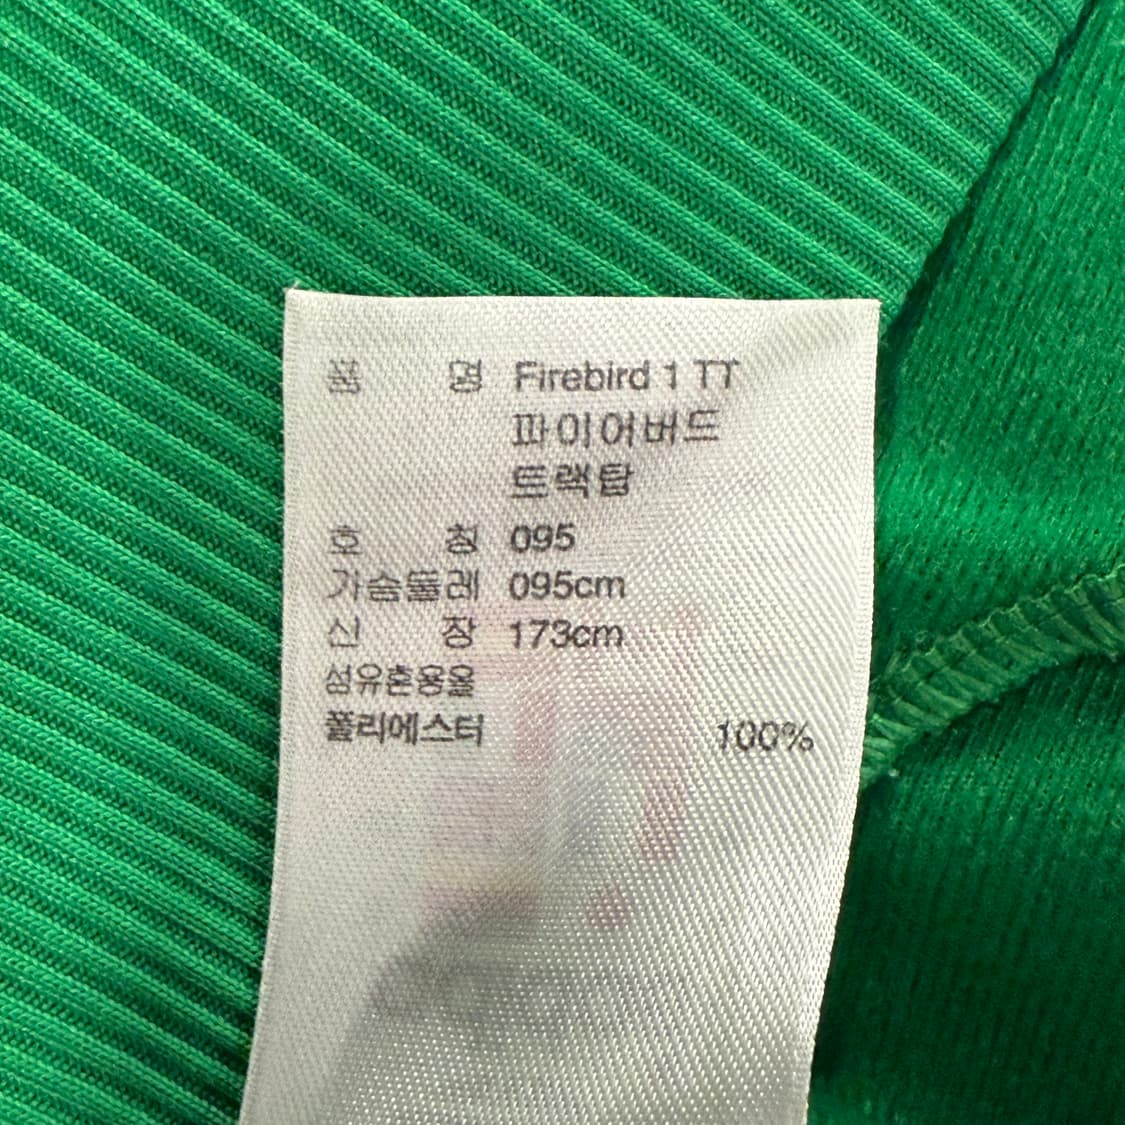 품 명 Firebird 1 TT
파이어버드
트랙탑
호 칭 095
가슴둘레 095cm
신 장 173cm
섬유혼용율
폴리에스터 100%